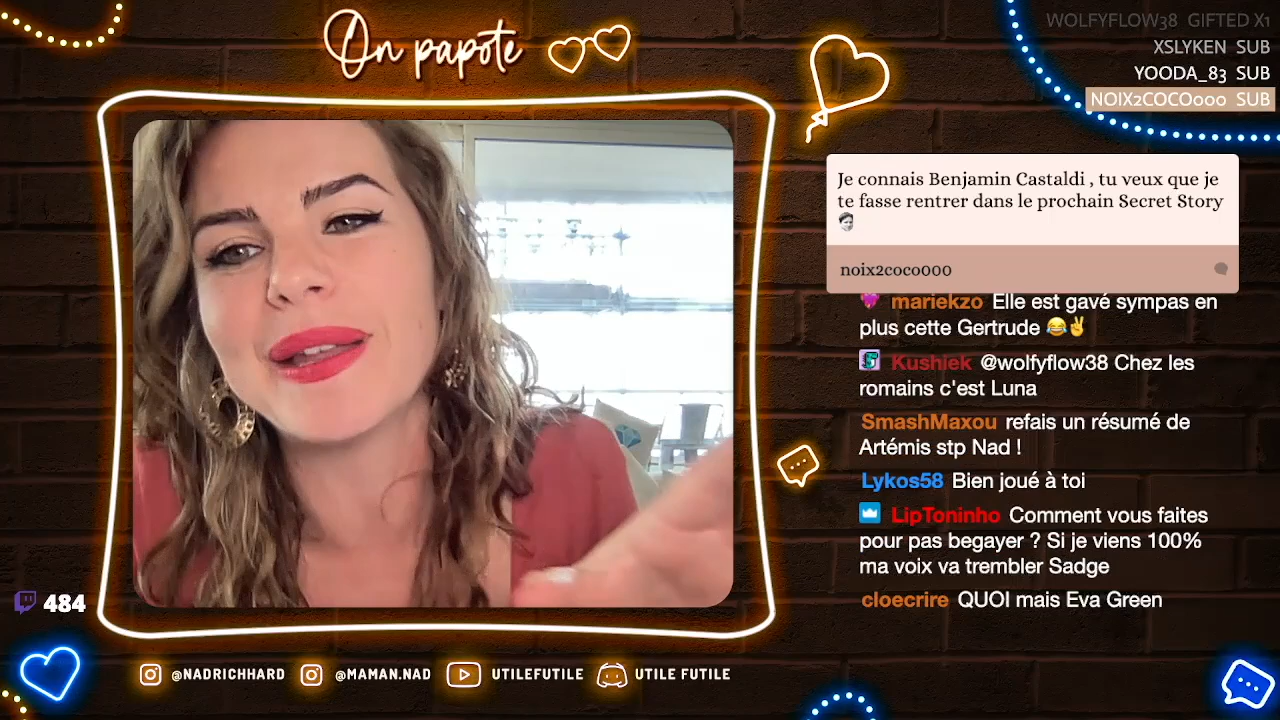 On papote
WOLFYFLOW38 GIFTED X1
XSLYKEN SUB
YOODA_83 SUB
NOIX2COCO000 SUB
Je connais Benjamin Castaldi , tu veux que je
te fasse rentrer dans le prochain Secret Story
noix2coco000
mariekzo Elle est gavé sympas en
plus cette Gertrude 😂✌
Kushiek @wolfyflow38 Chez les
romains c'est Luna
SmashMaxou refais un résumé de
Artémis stp Nad !
Lykos58 Bien joué à toi
LipToninho Comment vous faites
pour pas begayer ? Si je viens 100%
ma voix va trembler Sadge
cloecrire QUOI mais Eva Green
484
@NADRICHHARD @MAMAN.NAD UTILEFUTILE UTILE FUTILE